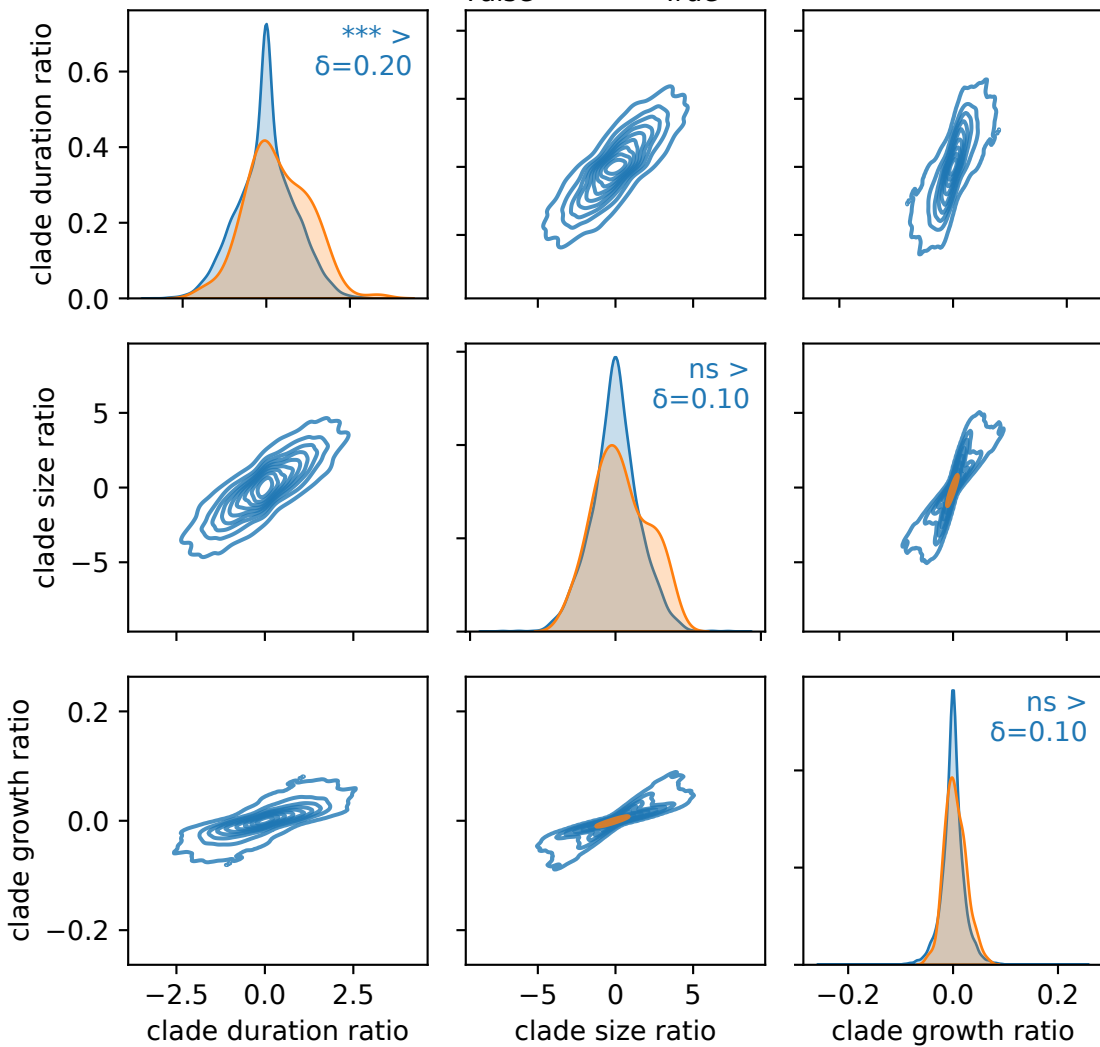 False True
clade duration ratio
0.6
0.4
0.2
0.0
*** >
δ=0.20
clade size ratio
5
0
−5
ns >
δ=0.10
clade growth ratio
0.2
0.0
−0.2
ns >
δ=0.10
−2.5 0.0 2.5
−5 0 5
−0.2 0.0 0.2
clade duration ratio
clade size ratio
clade growth ratio